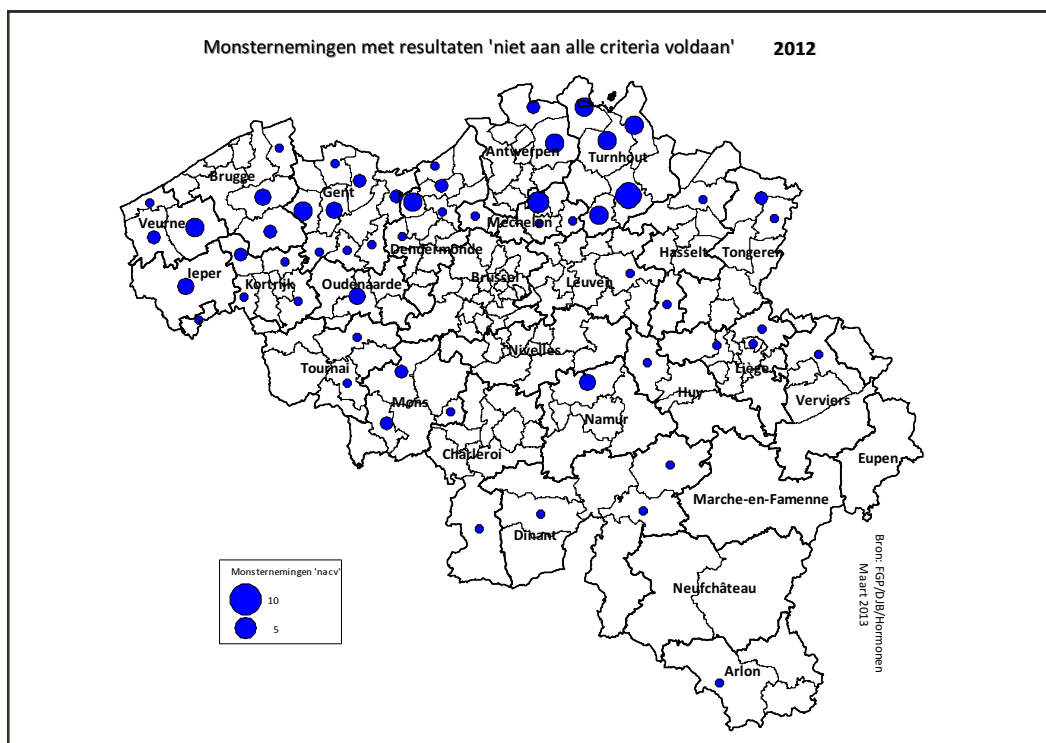 Monsternemingen met resultaten 'niet aan alle criteria voldaan' 2012
Antwerpen
Turnhout
Brugge
Gent
Veurne
Mechelen
Dendermonde
Hasselt
Tongeren
Ieper
Kortrijk
Oudenaarde
Brussel
Leuven
Nivelles
Tournai
Liège
Mons
Huy
Verviers
Namur
Charleroi
Eupen
Marche-en-Famenne
Dinant
Neufchâteau
Arlon
Bron: FGP/DJB/Hormonen
Maart 2013
Monsternemingen 'nacv'
10
5